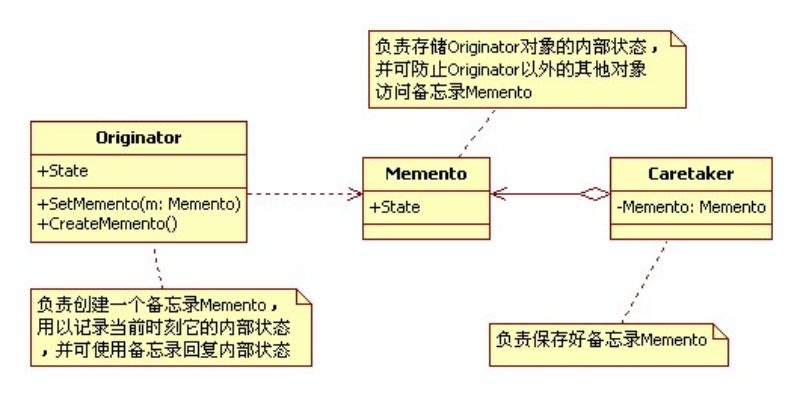 负责存储Originator对象的内部状态，
并可防止Originator以外的其他对象
访问备忘录Memento
Originator
+State
+SetMemento(m: Memento)
+CreateMemento()
Memento
+State
Caretaker
-Memento: Memento
负责创建一个备忘录Memento，
用以记录当前时刻它的内部状态
，并可使用备忘录回复内部状态
负责保存好备忘录Memento